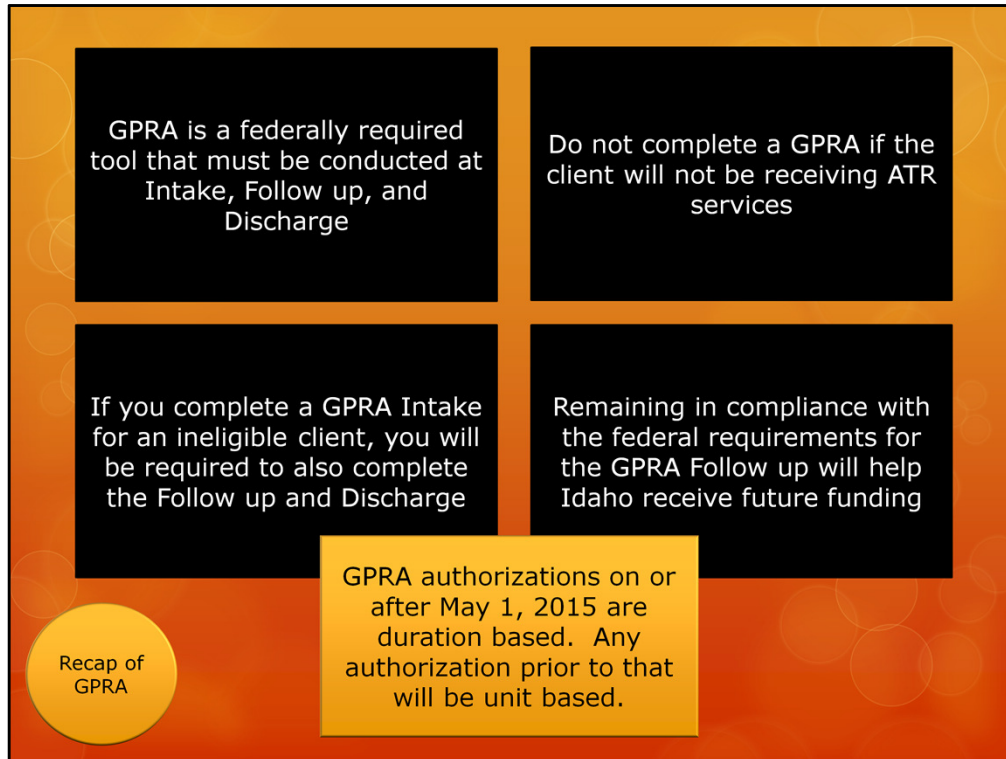 GPRA is a federally required
tool that must be conducted at
Intake, Follow up, and
Discharge
Do not complete a GPRA if the
client will not be receiving ATR
services
If you complete a GPRA Intake
for an ineligible client, you will
be required to also complete
the Follow up and Discharge
Remaining in compliance with
the federal requirements for
the GPRA Follow up will help
Idaho receive future funding
GPRA authorizations on or
after May 1, 2015 are
duration based.  Any
authorization prior to that
will be unit based.
Recap of
GPRA